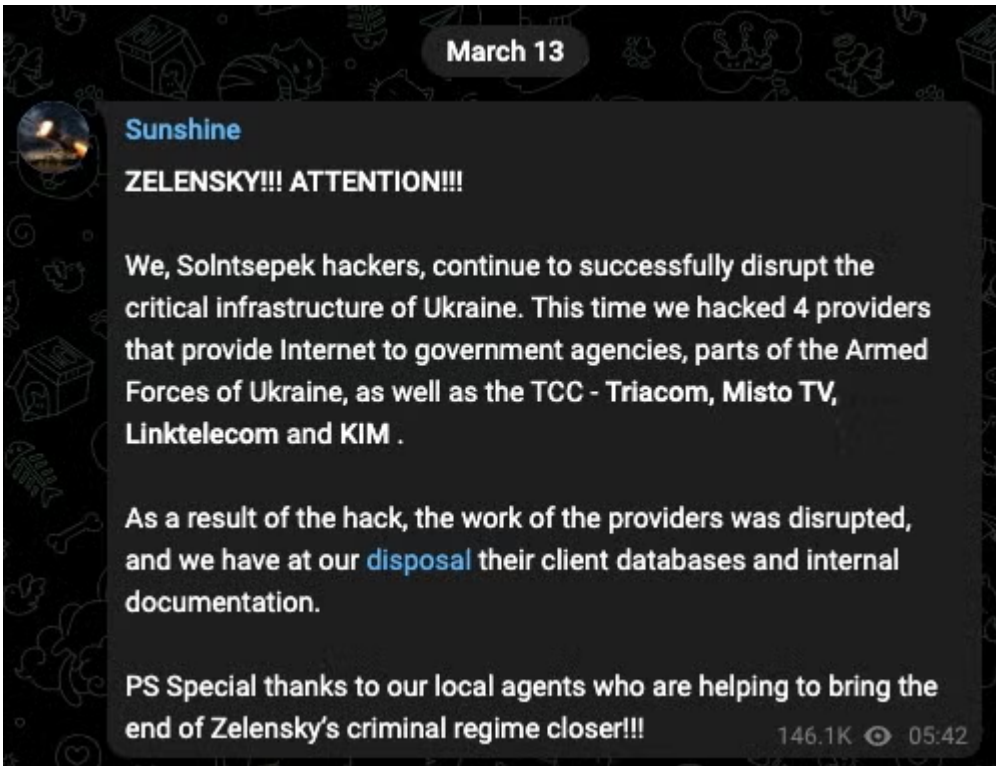 March 13
Sunshine
ZELENSKY!!! ATTENTION!!!
We, Solntsepek hackers, continue to successfully disrupt the
critical infrastructure of Ukraine. This time we hacked 4 providers
that provide Internet to government agencies, parts of the Armed
Forces of Ukraine, as well as the TCC - Triacom, Misto TV,
Linktelecom and KIM .
As a result of the hack, the work of the providers was disrupted,
and we have at our disposal their client databases and internal
documentation.
PS Special thanks to our local agents who are helping to bring the
end of Zelensky's criminal regime closer!!!
146.1K 05:42